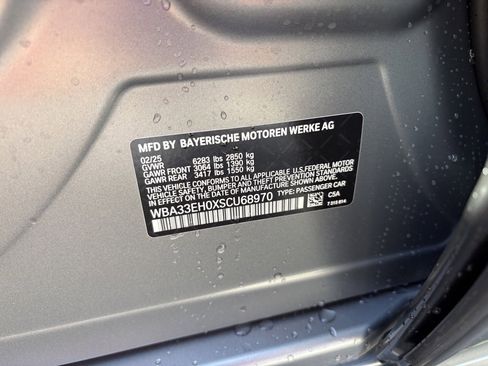 MFD BY BAYERISCHE MOTOREN WERKE AG
02/25
GVWR 6283 lbs 2850 kg
GAWR FRONT 3064 lbs 1390 kg
GAWR REAR 3417 lbs 1550 kg
THIS VEHICLE CONFORMS TO ALL APPLICABLE U.S. FEDERAL MOTOR
VEHICLE SAFETY, BUMPER AND THEFT PREVENTION STANDARDS IN
EFFECT ON THE DATE OF MANUFACTURE SHOWN ABOVE.
WBA33EH0XSCU68970 TYPE: PASSENGER CAR
C5A